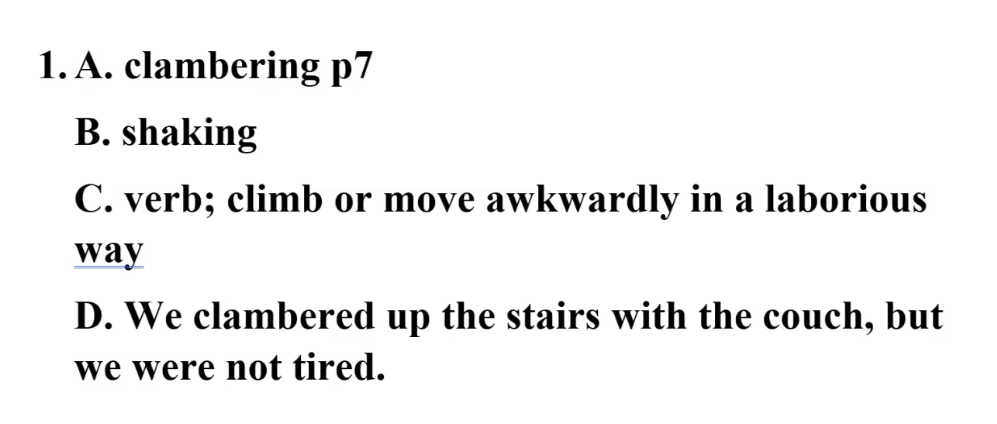 1. A. clambering p7
B. shaking
C. verb; climb or move awkwardly in a laborious
way
D. We clambered up the stairs with the couch, but
we were not tired.